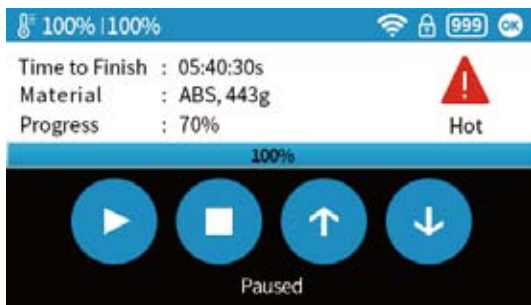 100% | 100% 999 OK
Time to Finish : 05:40:30s
Material : ABS, 443g
Progress : 70%
Hot
100%
Paused